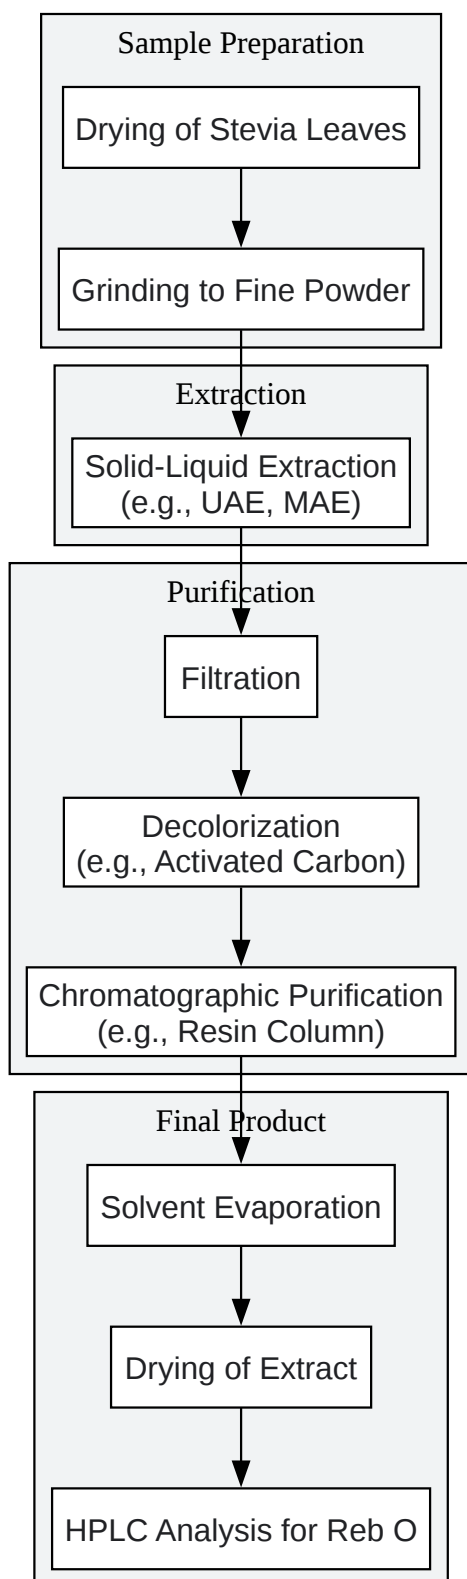 Sample Preparation
Drying of Stevia Leaves
Grinding to Fine Powder
Extraction
Solid-Liquid Extraction
(e.g., UAE, MAE)
Purification
Filtration
Decolorization
(e.g., Activated Carbon)
Chromatographic Purification
(e.g., Resin Column)
Final Product
Solvent Evaporation
Drying of Extract
HPLC Analysis for Reb O